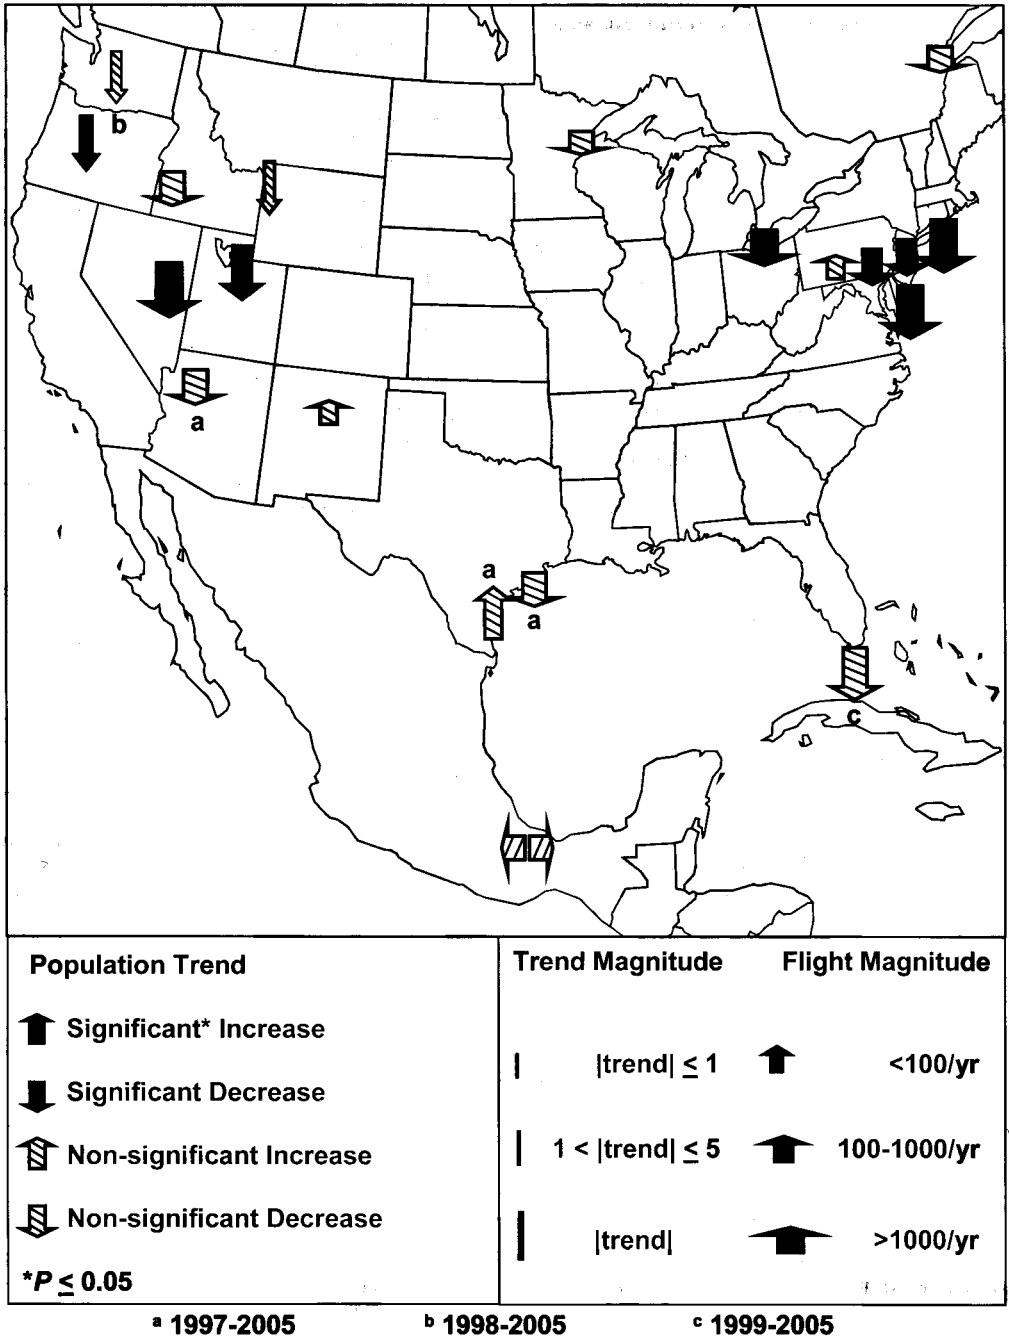 b
a
a
a
c
Population Trend
Significant* Increase
Significant Decrease
Non-significant Increase
Non-significant Decrease
*P ≤ 0.05
Trend Magnitude Flight Magnitude
|trend| ≤ 1 <100/yr
1 < |trend| ≤ 5 100-1000/yr
|trend| >1000/yr
a 1997-2005 b 1998-2005 c 1999-2005